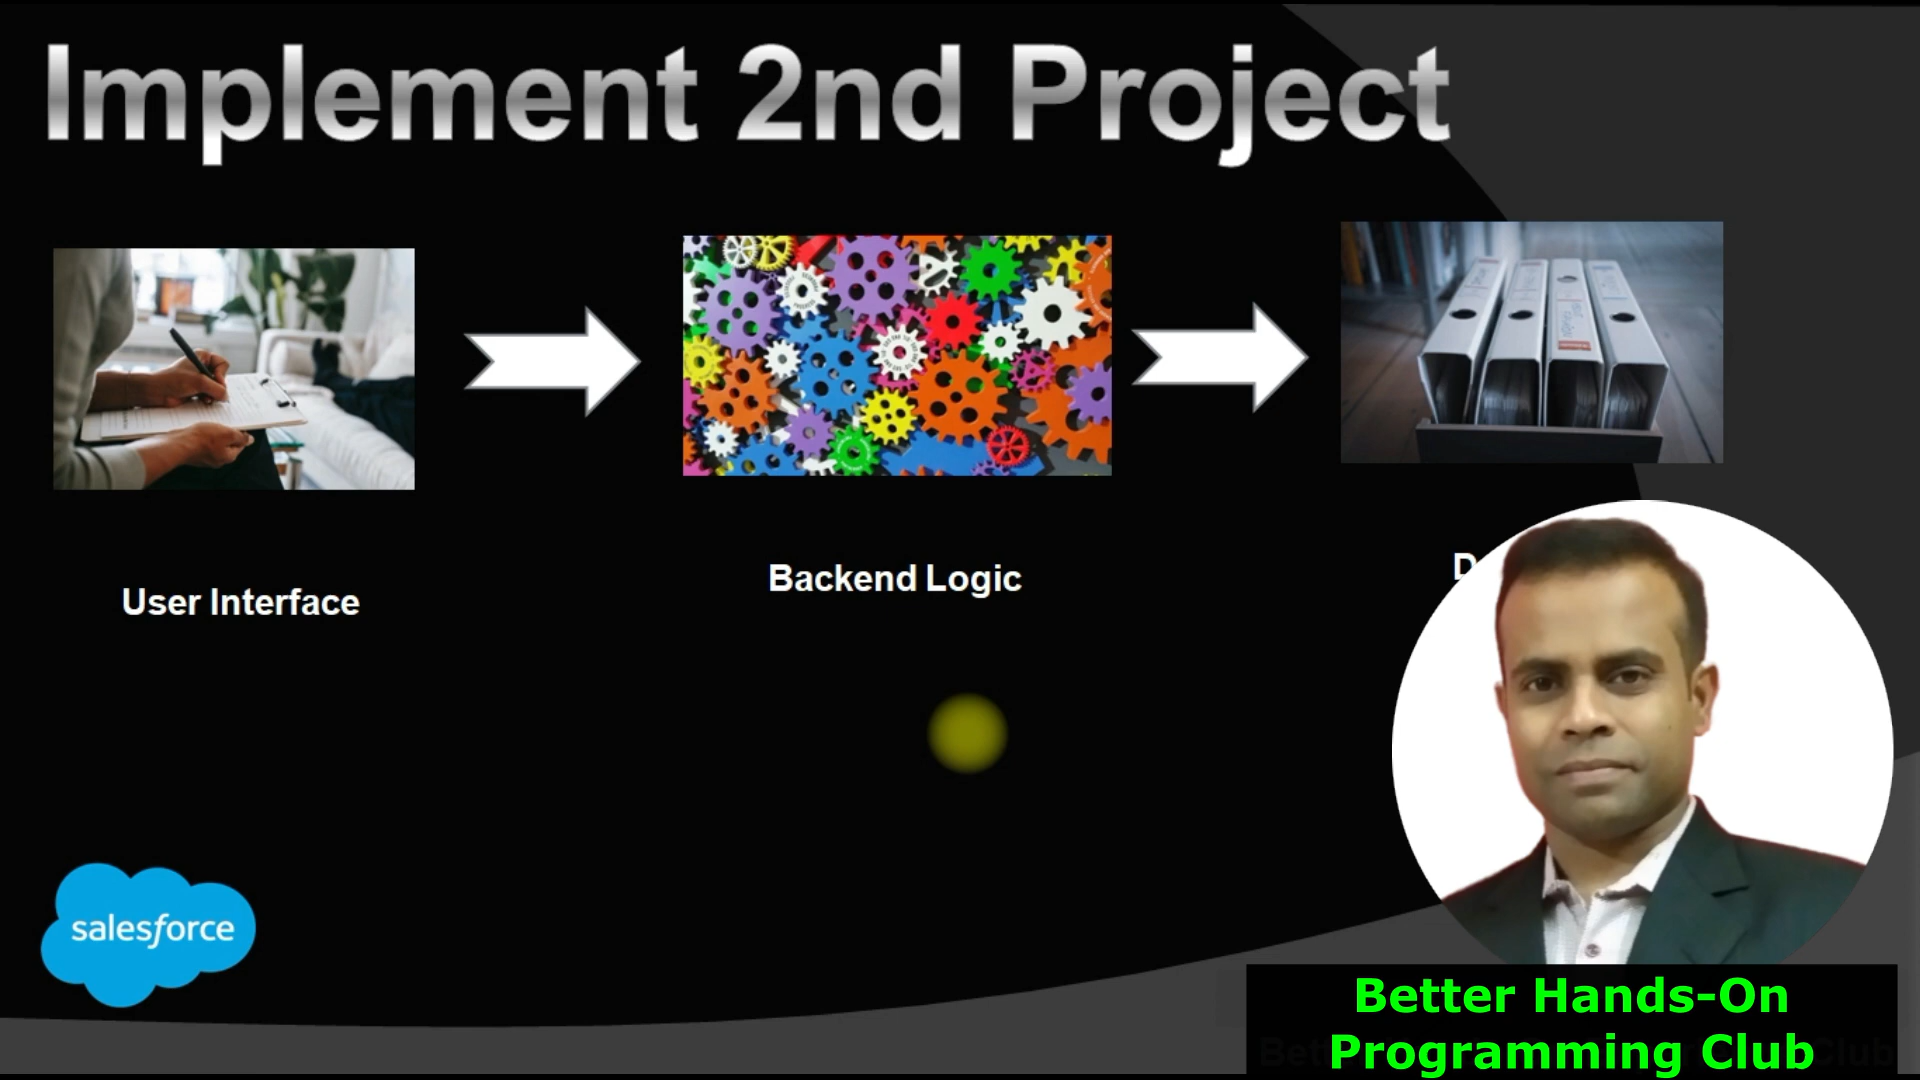 Implement 2nd Project
User Interface
Backend Logic
salesforce
Better Hands-On
Programming Club